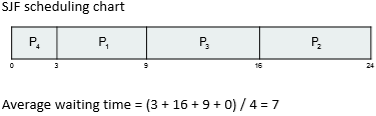 SJF scheduling chart
P4 P1 P3 P2
0 3 9 16 24
Average waiting time = (3 + 16 + 9 + 0) / 4 = 7